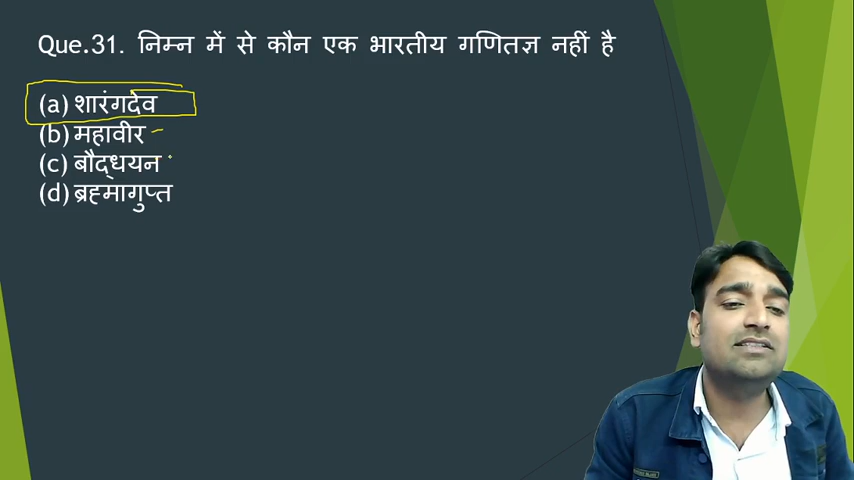 Que.31. निम्न में से कौन एक भारतीय गणितज्ञ नहीं है
(a) शारंगदेव
(b) महावीर
(c) बौद्धयन
(d) ब्रह्मागुप्त